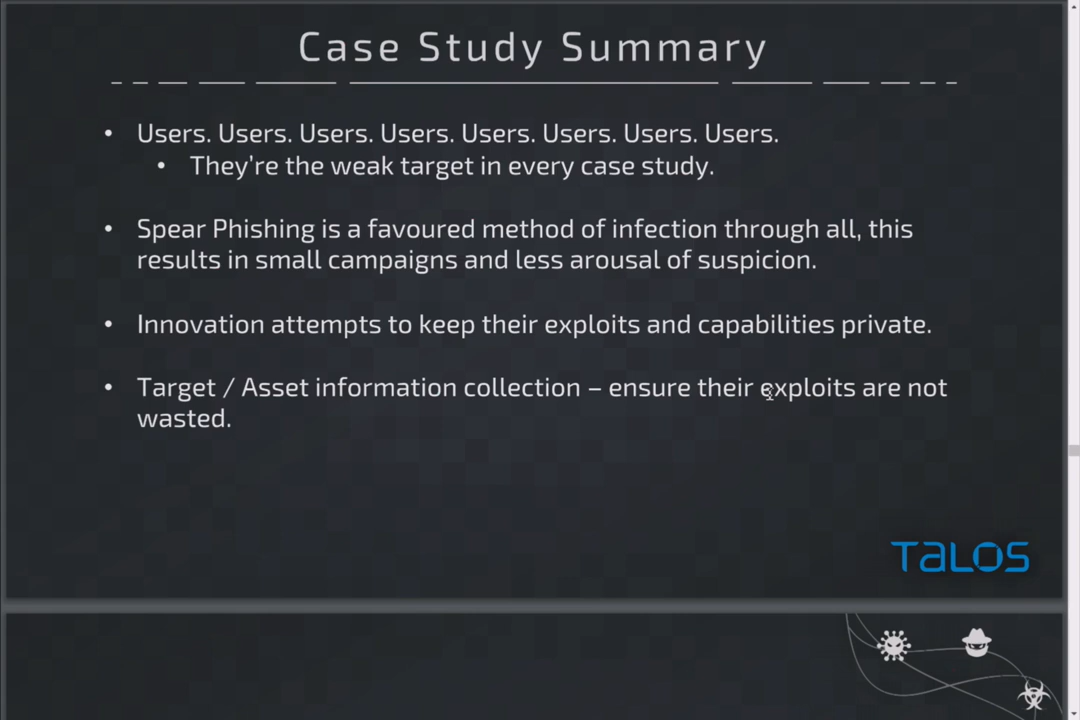 Case Study Summary
• Users. Users. Users. Users. Users. Users. Users. Users.
• They're the weak target in every case study.
• Spear Phishing is a favoured method of infection through all, this
results in small campaigns and less arousal of suspicion.
• Innovation attempts to keep their exploits and capabilities private.
• Target / Asset information collection – ensure their exploits are not
wasted.
TALOS